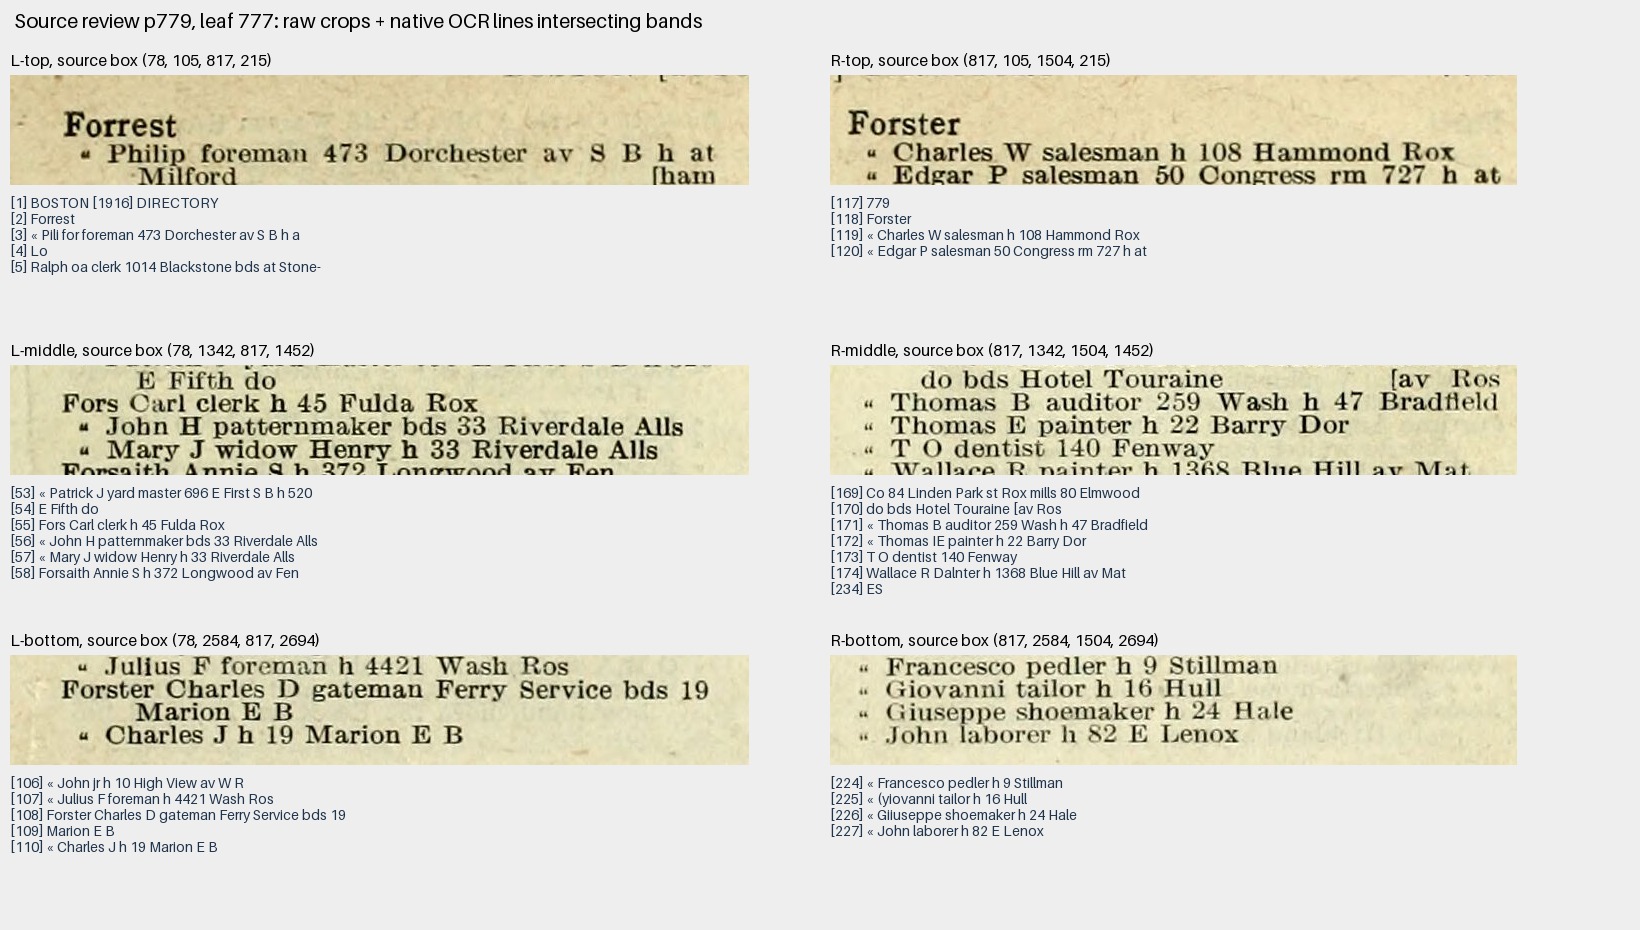 Source review p779, leaf 777: raw crops + native OCR lines intersecting bands
L-top, source box (78, 105, 817, 215)
Forrest
“ Philip foreman 473 Dorchester av S B h at
Milford [ham
[1] BOSTON [1916] DIRECTORY
[2] Forrest
[3] « Pili for foreman 473 Dorchester av S B h a
[4] Lo
[5] Ralph oa clerk 1014 Blackstone bds at Stone-
R-top, source box (817, 105, 1504, 215)
Forster
“ Charles W salesman h 108 Hammond Rox
“ Edgar P salesman 50 Congress rm 727 h at
[117] 779
[118] Forster
[119] « Charles W salesman h 108 Hammond Rox
[120] « Edgar P salesman 50 Congress rm 727 h at
L-middle, source box (78, 1342, 817, 1452)
E Fifth do
Fors Carl clerk h 45 Fulda Rox
“ John H patternmaker bds 33 Riverdale Alls
“ Mary J widow Henry h 33 Riverdale Alls
Forsaith Annie S h 372 Longwood av Fen
[53] « Patrick J yard master 696 E First S B h 520
[54] E Fifth do
[55] Fors Carl clerk h 45 Fulda Rox
[56] « John H patternmaker bds 33 Riverdale Alls
[57] « Mary J widow Henry h 33 Riverdale Alls
[58] Forsaith Annie S h 372 Longwood av Fen
R-middle, source box (817, 1342, 1504, 1452)
do bds Hotel Touraine [av Ros
“ Thomas B auditor 259 Wash h 47 Bradfield
“ Thomas E painter h 22 Barry Dor
“ T O dentist 140 Fenway
“ Wallace R painter h 1368 Blue Hill av Mat
[169] Co 84 Linden Park st Rox mills 80 Elmwood
[170] do bds Hotel Touraine [av Ros
[171] « Thomas B auditor 259 Wash h 47 Bradfield
[172] « Thomas IE painter h 22 Barry Dor
[173] T O dentist 140 Fenway
[174] Wallace R Dalnter h 1368 Blue Hill av Mat
[234] ES
L-bottom, source box (78, 2584, 817, 2694)
“ Julius F foreman h 4421 Wash Ros
Forster Charles D gateman Ferry Service bds 19
Marion E B
“ Charles J h 19 Marion E B
[106] « John jr h 10 High View av W R
[107] « Julius F foreman h 4421 Wash Ros
[108] Forster Charles D gateman Ferry Service bds 19
[109] Marion E B
[110] « Charles J h 19 Marion E B
R-bottom, source box (817, 2584, 1504, 2694)
“ Francesco pedler h 9 Stillman
“ Giovanni tailor h 16 Hull
“ Giuseppe shoemaker h 24 Hale
“ John laborer h 82 E Lenox
[224] « Francesco pedler h 9 Stillman
[225] « (yiovanni tailor h 16 Hull
[226] « Giiuseppe shoemaker h 24 Hale
[227] « John laborer h 82 E Lenox